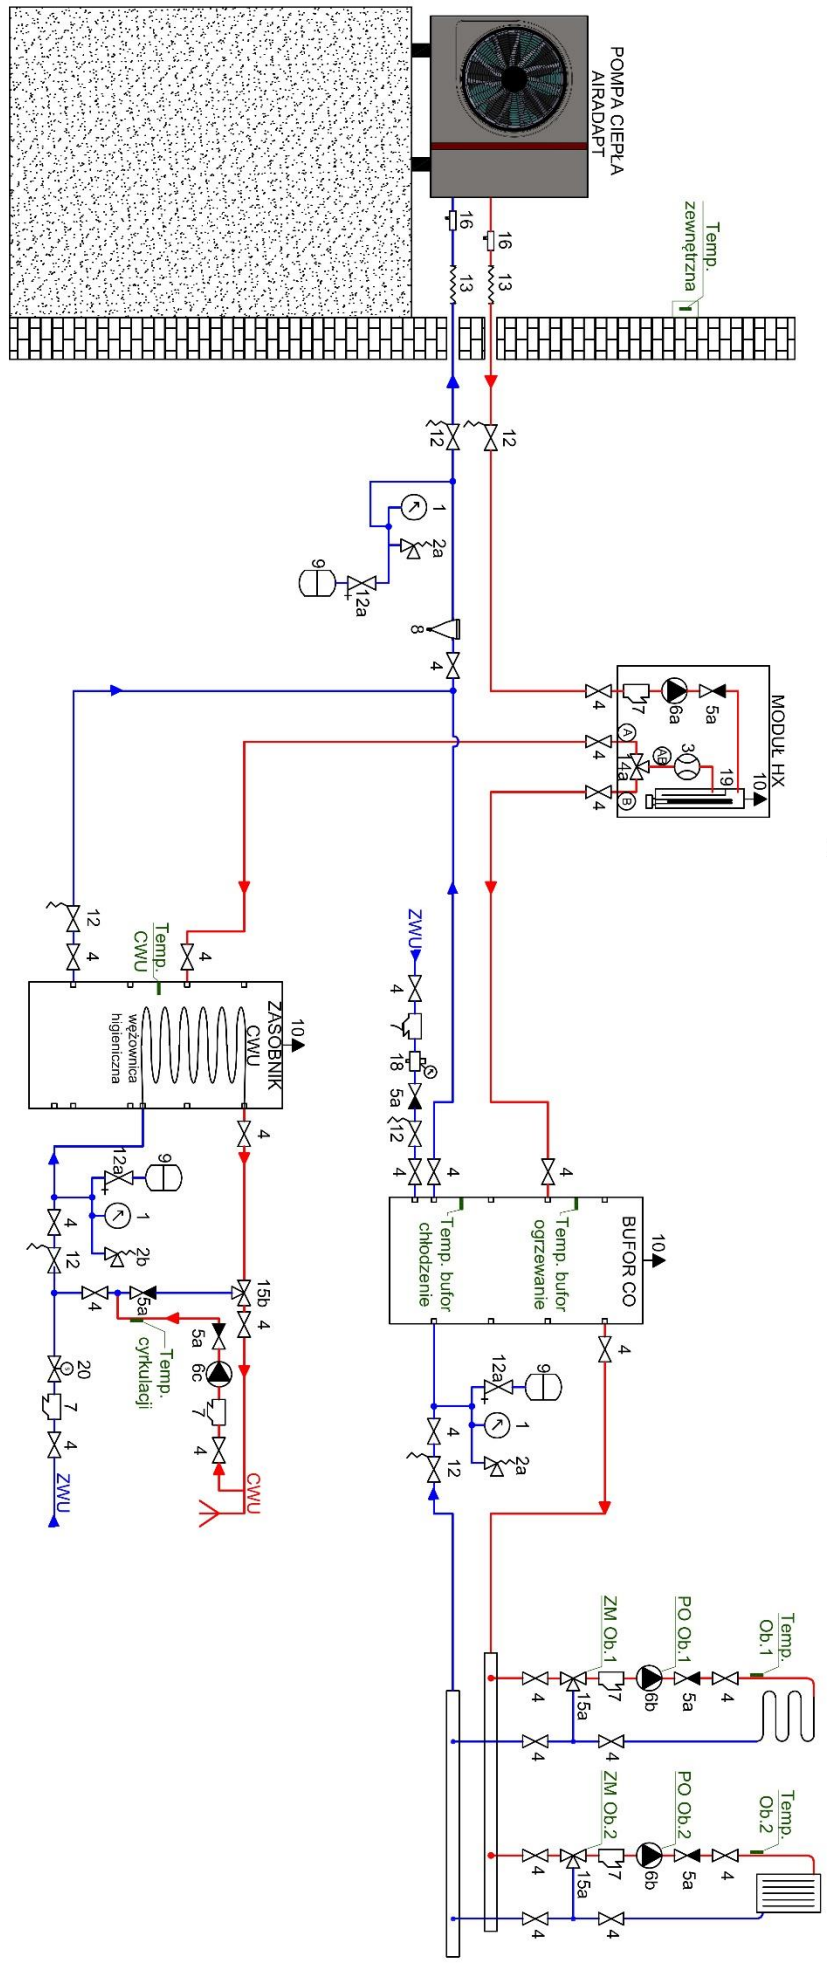 POMPA CIEPŁA
AIRADAPT
Temp.
zewnętrzna
16
13
16
13
12
12
1
2a
12a
9
8
4
MODUŁ HX
10
19
5a
6a
17
3
AB
14a
A
B
4
4
4
BUFOR CO
10
Temp. bufor
ogrzewanie
Temp. bufor
chłodzenie
4
4
4
4
ZWU
4
7
18
5a
12
4
9
12a
1
2a
4
12
Temp.
Ob.1
PO Ob.1
ZM Ob.1
4
5a
6b
17
15a
4
4
4
Temp.
Ob.2
PO Ob.2
ZM Ob.2
4
5a
6b
17
15a
4
4
4
ZASOBNIK
CWU
10
wężownica
higieniczna
Temp.
CWU
4
12
4
4
15b
4
CWU
9
12a
1
2b
4
12
5a
4
5a
6c
7
4
Temp.
cyrkulacji
20
7
4
ZWU